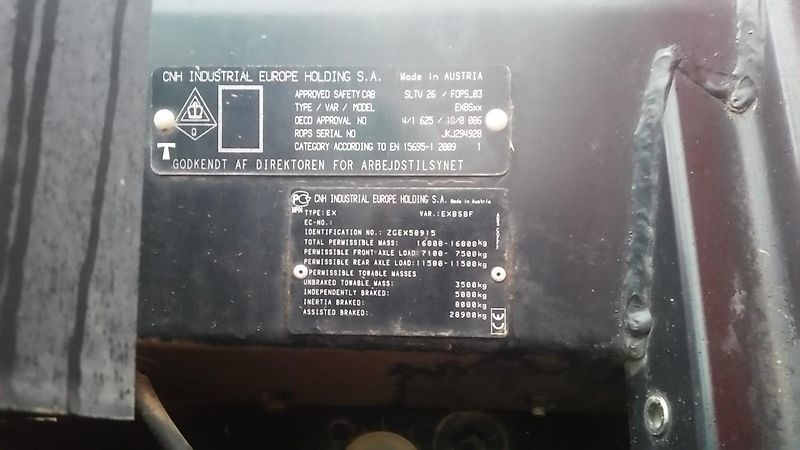 CNH INDUSTRIAL EUROPE HOLDING S.A. Made in AUSTRIA
APPROVED SAFETY CAB SLTU 26 / FOPS_03
TYPE / VAR / MODEL EXBSxx
OECD APPROVAL NO 4/1 625 / 10/0 086
ROPS SERIAL NO JKJ294928
CATEGORY ACCORDING TO EN 15695-1 2009 1
Q
T
GODKENDT AF DIREKTOREN FOR ARBEJDSTILSYNET
CNH INDUSTRIAL EUROPE HOLDING S.A. Made in Austria
TYPE: EX VAR.: EXBSBF
EC-NO.:
IDENTIFICATION NO.: ZGEX50915
TOTAL PERMISSIBLE MASS: 16000-16000kg
PERMISSIBLE FRONT AXLE LOAD: 7100- 7500kg
PERMISSIBLE REAR AXLE LOAD: 11500-11500kg
PERMISSIBLE TOWABLE MASSES
UNBRAKED TOWABLE MASS: 3500kg
INDEPENDENTLY BRAKED: 5000kg
INERTIA BRAKED: 8000kg
ASSISTED BRAKED: 28900kg